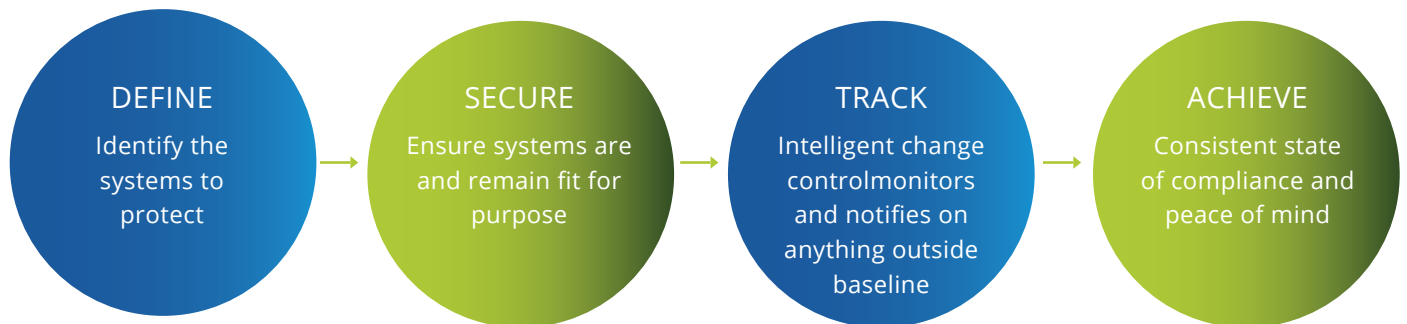 DEFINE
Identify the
systems to
protect
SECURE
Ensure systems are
and remain fit for
purpose
TRACK
Intelligent change
controlmonitors
and notifies on
anything outside
baseline
ACHIEVE
Consistent state
of compliance and
peace of mind